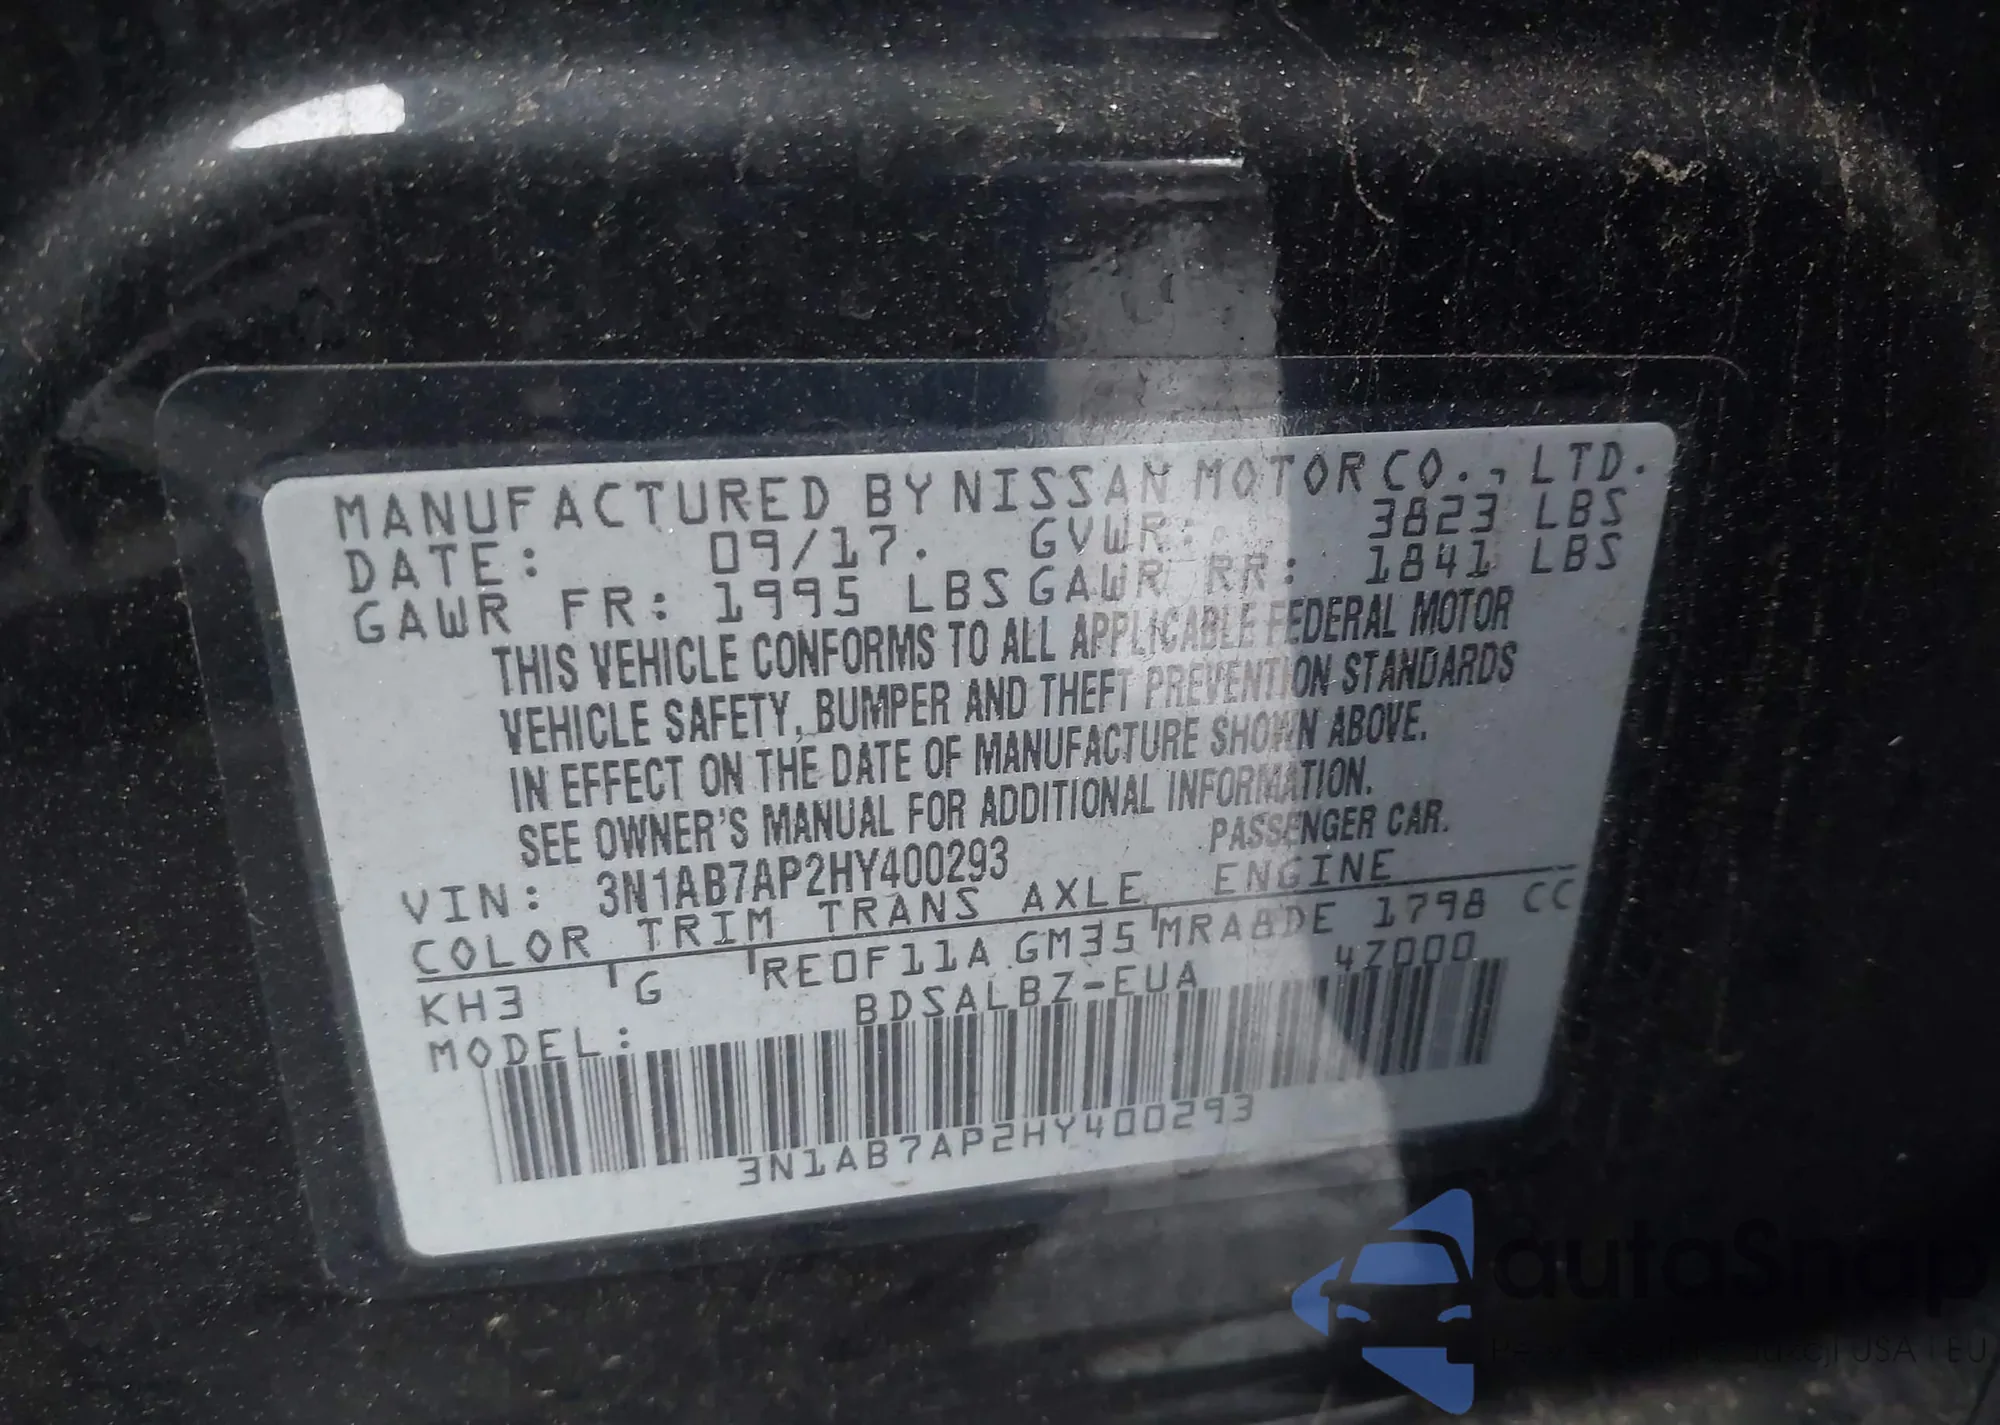 MANUFACTURED BY NISSAN MOTOR CO., LTD.
DATE: 09/17. GVWR: 3823 LBS
GAWR FR: 1995 LBS GAWR RR: 1841 LBS
THIS VEHICLE CONFORMS TO ALL APPLICABLE FEDERAL MOTOR
VEHICLE SAFETY, BUMPER AND THEFT PREVENTION STANDARDS
IN EFFECT ON THE DATE OF MANUFACTURE SHOWN ABOVE.
SEE OWNER'S MANUAL FOR ADDITIONAL INFORMATION.
VIN: 3N1AB7AP2HY400293 PASSENGER CAR.
COLOR TRIM TRANS AXLE ENGINE
KH3 G RE0F11A GM35 MRA8DE 1798 CC
MODEL: BDSALBZ-EUA 47000
3N1AB7AP2HY400293
autoSnap
USA i EU